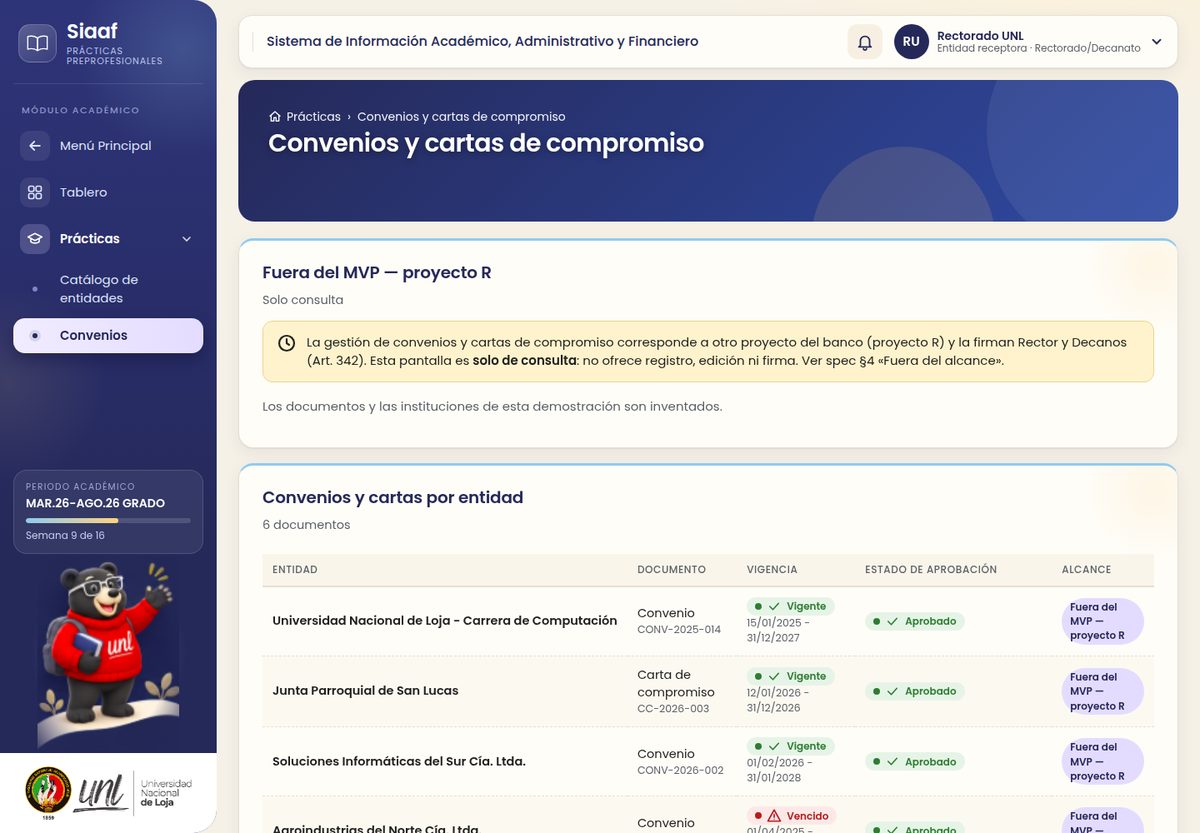 Siaaf
PRÁCTICAS
PREPROFESIONALES
MÓDULO ACADÉMICO
Menú Principal
Tablero
Prácticas
Catálogo de
entidades
Convenios
PERIODO ACADÉMICO
MAR.26-AGO.26 GRADO
Semana 9 de 16
unl
1859
unl
Universidad
Nacional
de Loja
Sistema de Información Académico, Administrativo y Financiero
RU
Rectorado UNL
Entidad receptora · Rectorado/Decanato
Prácticas › Convenios y cartas de compromiso
Convenios y cartas de compromiso
Fuera del MVP — proyecto R
Solo consulta
La gestión de convenios y cartas de compromiso corresponde a otro proyecto del banco (proyecto R) y la firman Rector y Decanos
(Art. 342). Esta pantalla es solo de consulta: no ofrece registro, edición ni firma. Ver spec §4 «Fuera del alcance».
Los documentos y las instituciones de esta demostración son inventados.
Convenios y cartas por entidad
6 documentos
ENTIDAD DOCUMENTO VIGENCIA ESTADO DE APROBACIÓN ALCANCE
Universidad Nacional de Loja - Carrera de Computación
Convenio
CONV-2025-014
Vigente
15/01/2025 -
31/12/2027
Aprobado
Fuera del
MVP —
proyecto R
Junta Parroquial de San Lucas
Carta de
compromiso
CC-2026-003
Vigente
12/01/2026 -
31/12/2026
Aprobado
Fuera del
MVP —
proyecto R
Soluciones Informáticas del Sur Cía. Ltda.
Convenio
CONV-2026-002
Vigente
01/02/2026 -
31/01/2028
Aprobado
Fuera del
MVP —
proyecto R
Agroindustrias del Norte Cía. Ltda.
Convenio
Vencido
01/04/2025 -
Aprobado
Fuera del
MVP —